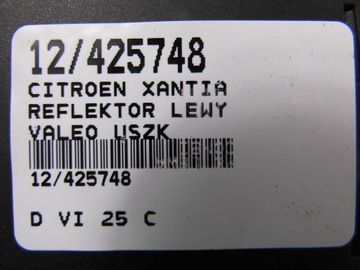 12/425748
CITROEN XANTIA
REFLEKTOR LEWY
VALEO USZK
12/425748
D VI 25 C